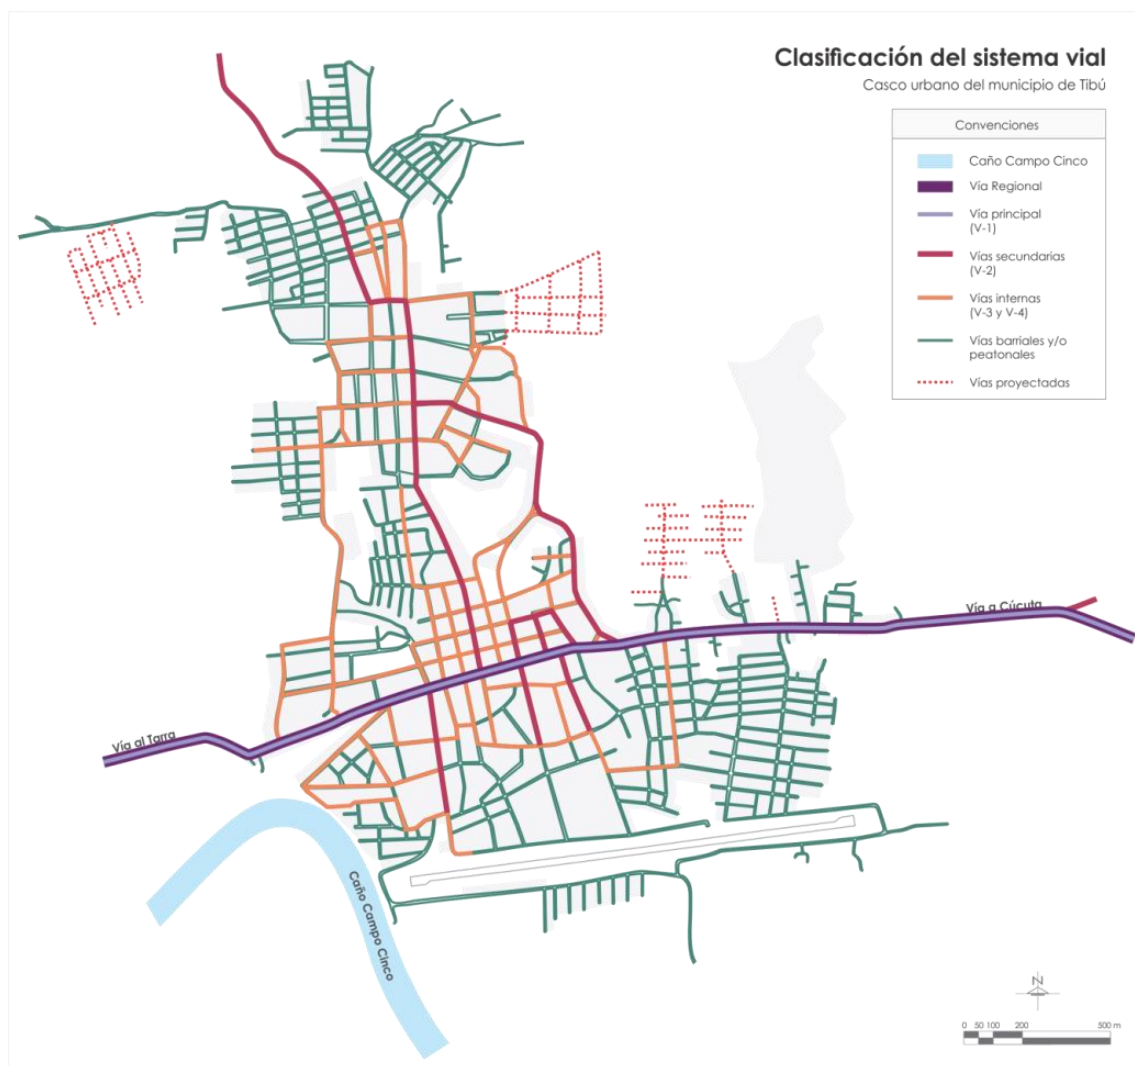 Clasificación del sistema vial
Casco urbano del municipio de Tibú
Convenciones
Caño Campo Cinco
Vía Regional
Vía principal
(V-1)
Vías secundarias
(V-2)
Vías internas
(V-3 y V-4)
Vías barriales y/o
peatonales
Vías proyectadas
Vía a Cúcuta
Vía al Tarra
Caño Campo Cinco
N
0 50 100 200 500 m